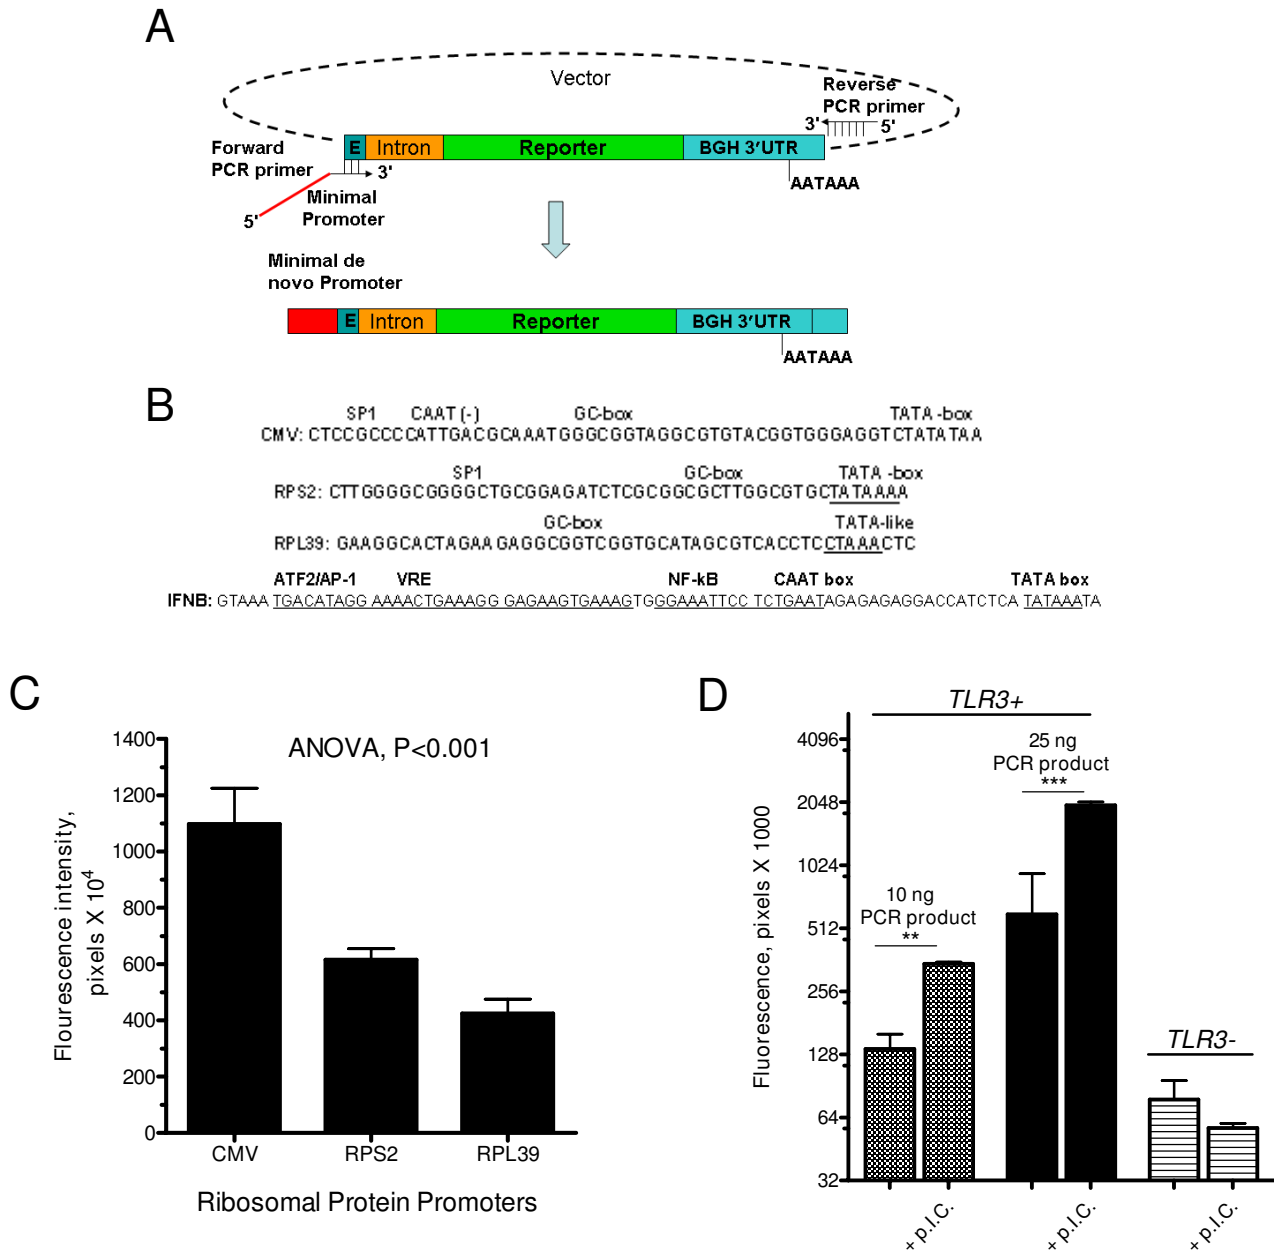 A
Vector
Reverse
PCR primer
3' 5'
Forward
PCR primer
E Intron Reporter BGH 3'UTR
3'
AATAAA
Minimal
Promoter
5'
Minimal de
novo Promoter
E Intron Reporter BGH 3'UTR
AATAAA
B
SP1 CAAT (-) GC-box TATA -box
CMV: CTCCGCCCCATTGACGCAAATGGGCGGTAGGCGTGTACGGTGGGAGGTCTATATAA
SP1 GC-box TATA -box
RPS2: CTTGGGGCGGGGCTGCGGAGATCTCGCGGCGCTTGGCGTGCTATAAAA
GC-box TATA-like
RPL39: GAAGGCACTAGAA GAGGCGGTCGGTGCATAGCGTCACCTCCTAAACTC
ATF2/AP-1 VRE NF-kB CAAT box TATA box
IFNB: GTAAA TGACATAGG AAAACTGAAAGG GAGAAGTGAAAGTGGGAAATTCC TCTGAATAGAGAGAGGACCATCTCA TATAAATA
C
1400
1200
1000
800
600
400
200
0
Flourescence intensity,
pixels X 10⁴
ANOVA, P<0.001
CMV RPS2 RPL39
Ribosomal Protein Promoters
D
TLR3+
4096
2048
1024
512
256
128
64
32
Fluorescence, pixels X 1000
25 ng
PCR product
***
10 ng
PCR product
**
TLR3-
+ p.I.C. + p.I.C. + p.I.C.